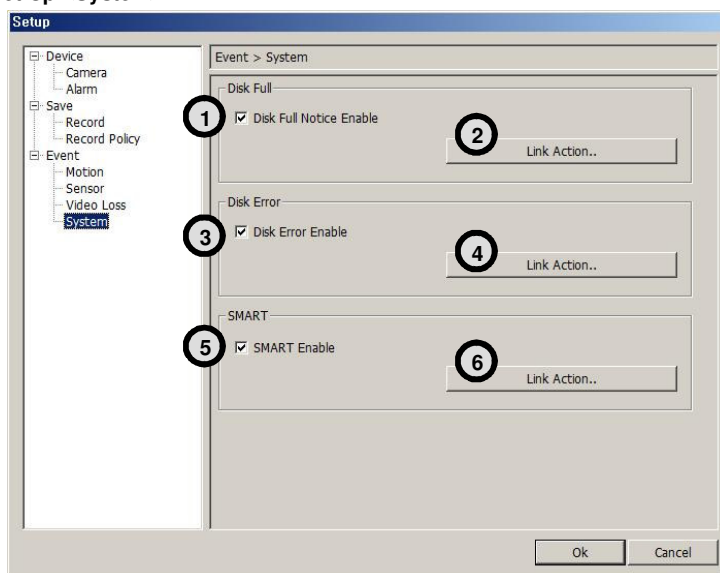 Setup
Device
Camera
Alarm
Save
Record
Record Policy
Event
Motion
Sensor
Video Loss
System
Event > System
Disk Full
1
Disk Full Notice Enable
2
Link Action..
Disk Error
3
Disk Error Enable
4
Link Action..
SMART
5
SMART Enable
6
Link Action..
Ok
Cancel